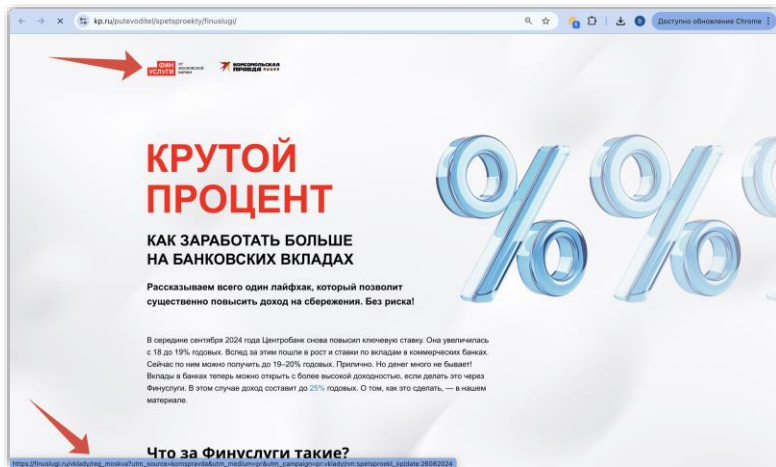 kp.ru/putevoditel/spetsproekty/finuslugi/
Доступно обновление Chrome
ФИН
УСЛУГИ
ОТ
МОСКОВСКОЙ
БИРЖИ
КОМСОМОЛЬСКАЯ
ПРАВДА
КРУТОЙ
ПРОЦЕНТ
%%%
КАК ЗАРАБОТАТЬ БОЛЬШЕ
НА БАНКОВСКИХ ВКЛАДАХ
Рассказываем всего один лайфхак, который позволит
существенно повысить доход на сбережения. Без риска!
В середине сентября 2024 года Центробанк снова повысил ключевую ставку. Она увеличилась
с 18 до 19% годовых. Вслед за этим пошли в рост и ставки по вкладам в коммерческих банках.
Сейчас по ним можно получить до 19–20% годовых. Прилично. Но денег много не бывает!
Вклады в банках теперь можно открыть с более высокой доходностью, если делать это через
Финуслуги. В этом случае доход составит до 25% годовых. О том, как это сделать, — в нашем
материале.
Что за Финуслуги такие?
https://finuslugi.ru/vklady/reg_moskva?utm_source=komspravda&utm_medium=pr&utm_campaign=pr:vklady|nm:spetsproekt_kp|date:26082024